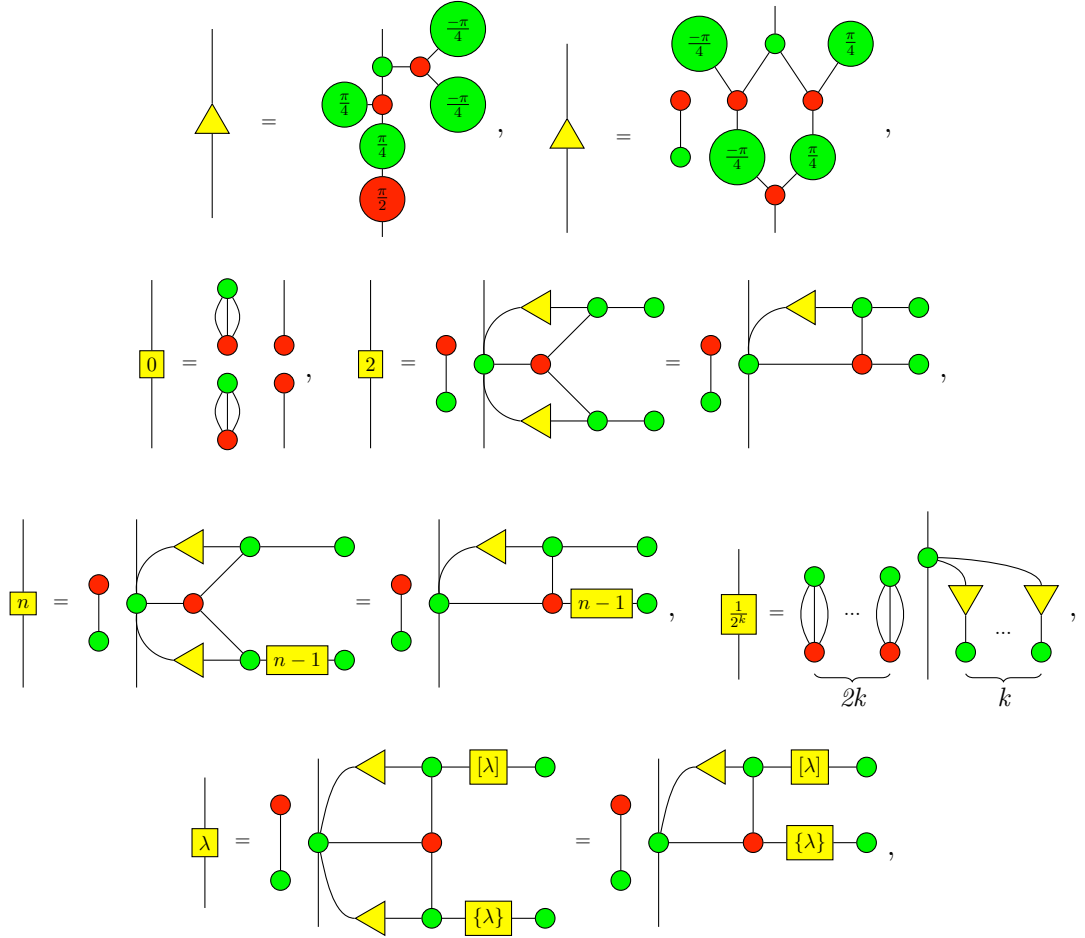 = π/4 π/4 π/2 -π/4 -π/4 , = -π/4 -π/4 π/4 π/4 ,
0 = , 2 = = ,
n = n − 1 = n − 1 , 1/2^k = ... 2k ... k ,
λ = [λ] {λ} = [λ] {λ} ,